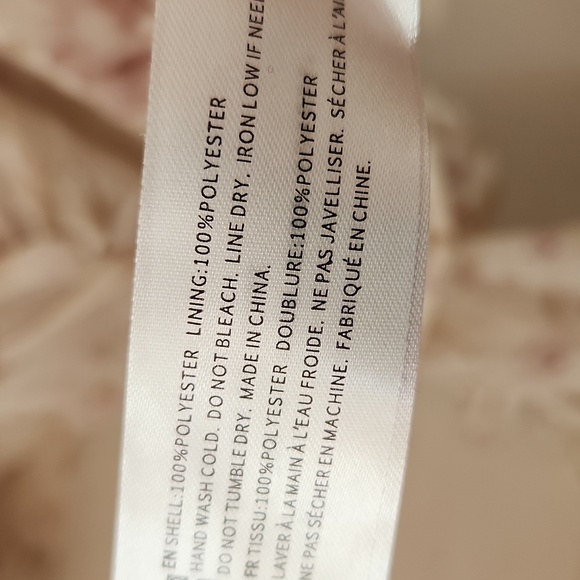 EN SHELL:100%POLYESTER LINING:100%POLYESTER
HAND WASH COLD. DO NOT BLEACH. LINE DRY. IRON LOW IF
DO NOT TUMBLE DRY. MADE IN CHINA.
FR TISSU:100%POLYESTER DOUBLURE:100%POLYESTER
LAVER À LA MAIN À L'EAU FROIDE. NE PAS JAVELLISER. SÉCHER
NE PAS SÉCHER EN MACHINE. FABRIQUÉ EN CHINE.